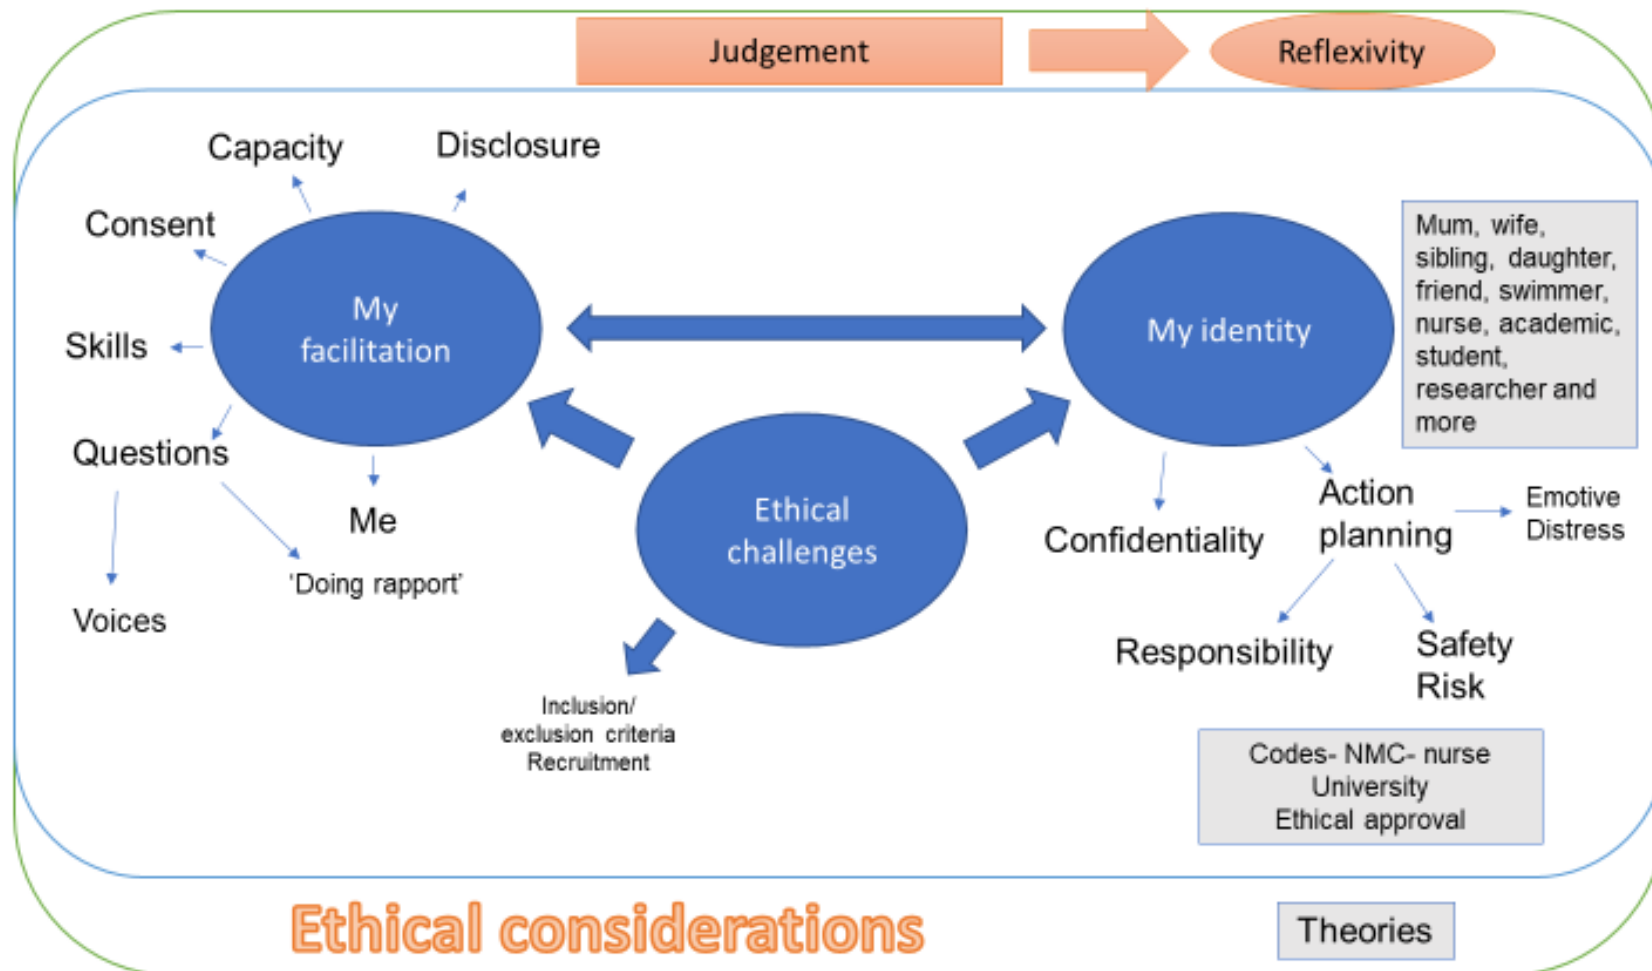 Judgement
Reflexivity
Capacity
Disclosure
Consent
Skills
Questions
Me
'Doing rapport'
Voices
My
facilitation
My identity
Mum, wife,
sibling, daughter,
friend, swimmer,
nurse, academic,
student,
researcher and
more
Ethical
challenges
Confidentiality
Action
planning
Emotive
Distress
Responsibility
Safety
Risk
Inclusion/
exclusion criteria
Recruitment
Codes- NMC- nurse
University
Ethical approval
Ethical considerations
Theories